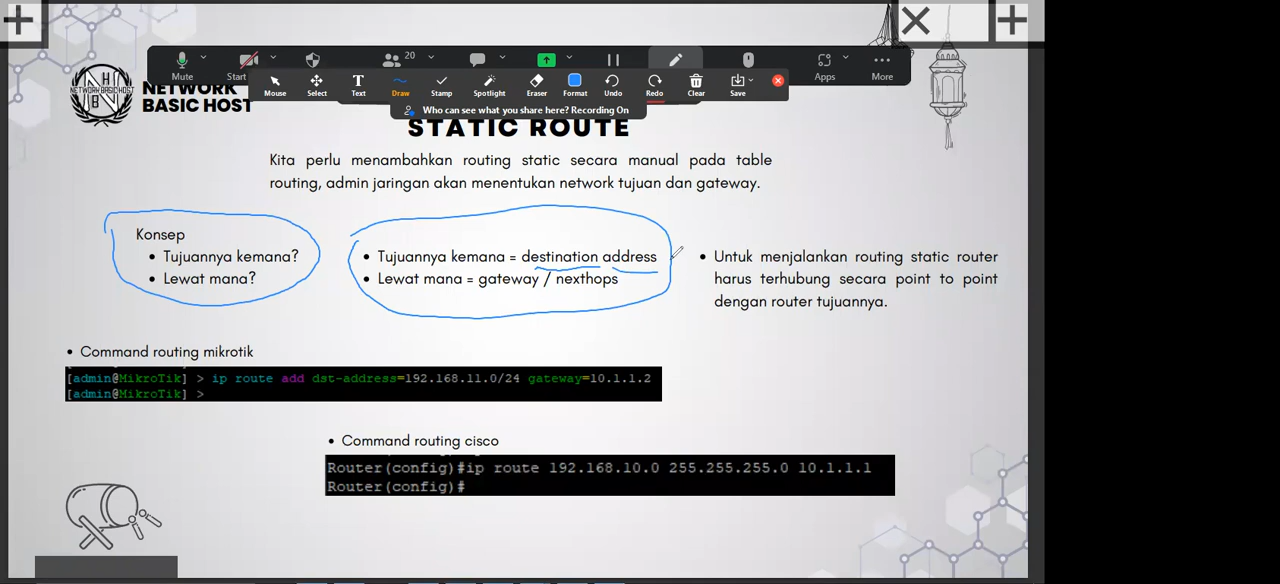 20
Mute
Start
Apps
More
Mouse
Select
Text
Draw
Stamp
Spotlight
Eraser
Format
Undo
Redo
Clear
Save
Who can see what you share here? Recording On
NETWORK
BASIC HOST
STATIC ROUTE
Kita perlu menambahkan routing static secara manual pada table
routing, admin jaringan akan menentukan network tujuan dan gateway.
Konsep
• Tujuannya kemana?
• Lewat mana?
• Tujuannya kemana = destination address
• Lewat mana = gateway / nexthops
• Untuk menjalankan routing static router
harus terhubung secara point to point
dengan router tujuannya.
• Command routing mikrotik
[admin@MikroTik] > ip route add dst-address=192.168.11.0/24 gateway=10.1.1.2
[admin@MikroTik] >
• Command routing cisco
Router(config)#ip route 192.168.10.0 255.255.255.0 10.1.1.1
Router(config)#